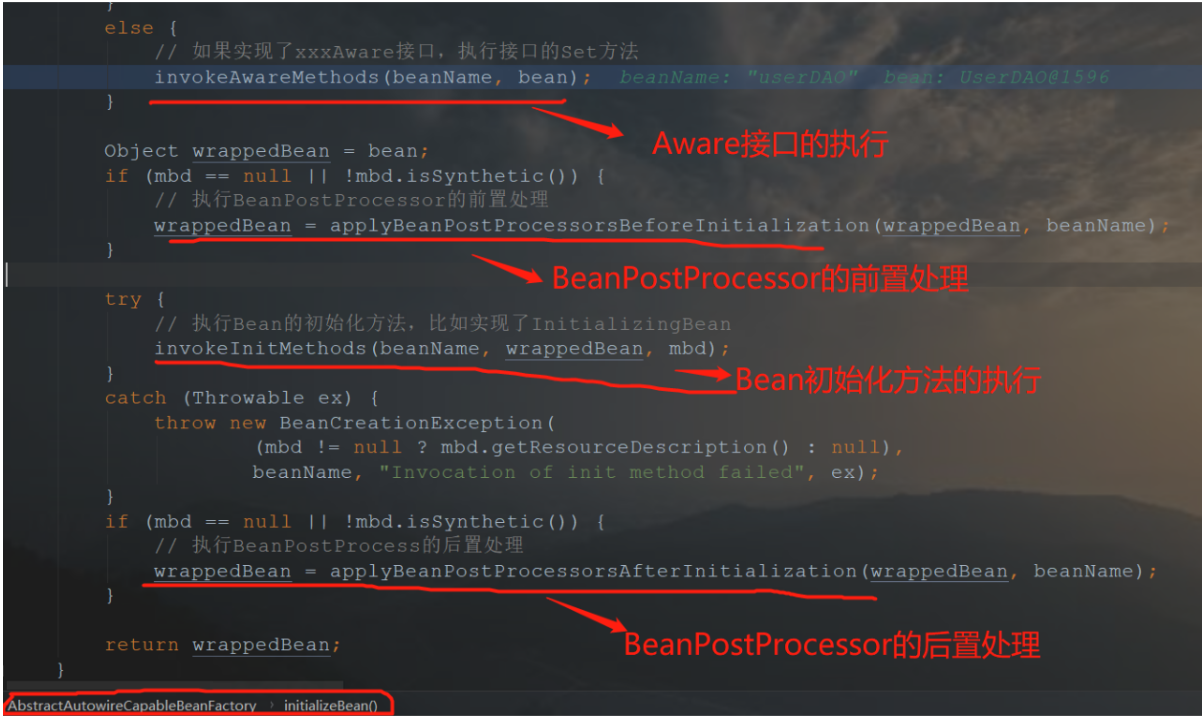 }
else {
// 如果实现了xxxAware接口，执行接口的Set方法
invokeAwareMethods(beanName, bean);  beanName: "userDAO"  bean: UserDAO@1596
}
Aware接口的执行
Object wrappedBean = bean;
if (mbd == null || !mbd.isSynthetic()) {
// 执行BeanPostProcessor的前置处理
wrappedBean = applyBeanPostProcessorsBeforeInitialization(wrappedBean, beanName);
}
BeanPostProcessor的前置处理
try {
// 执行Bean的初始化方法，比如实现了InitializingBean
invokeInitMethods(beanName, wrappedBean, mbd);
}
Bean初始化方法的执行
catch (Throwable ex) {
throw new BeanCreationException(
(mbd != null ? mbd.getResourceDescription() : null),
beanName, "Invocation of init method failed", ex);
}
if (mbd == null || !mbd.isSynthetic()) {
// 执行BeanPostProcess的后置处理
wrappedBean = applyBeanPostProcessorsAfterInitialization(wrappedBean, beanName);
}
BeanPostProcessor的后置处理
return wrappedBean;
}
AbstractAutowireCapableBeanFactory › initializeBean()